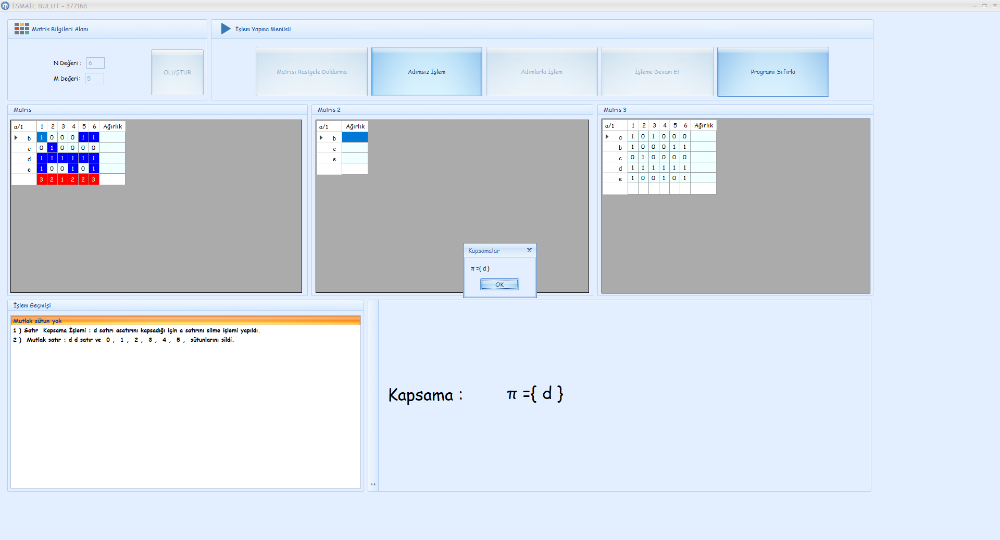 İSMAİL BULUT - 377158
Matris Bilgileri Alanı
N Değeri : 6
M Değeri: 5
OLUŞTUR
İşlem Yapma Menüsü
Matrisi Rastgele Doldurma
Adımsız İşlem
Adımlarla İşlem
İşleme Devam Et
Programı Sıfırla
Matris
a/1 1 2 3 4 5 6 Ağırlık
b 1 0 0 0 1 1
c 0 1 0 0 0 0
d 1 1 1 1 1 1
e 1 0 0 1 0 1
3 2 1 2 2 3
Matris 2
a/1 Ağırlık
b
c
e
Matris 3
a/1 1 2 3 4 5 6 Ağırlık
a 1 0 1 0 0 0
b 1 0 0 0 1 1
c 0 1 0 0 0 0
d 1 1 1 1 1 1
e 1 0 0 1 0 1
Kapsamalar
π ={ d }
OK
İşlem Geçmişi
Mutlak sütun yok
1 ) Satır Kapsama İşlemi : d satırı asatırını kapsadığı için a satırını silme işlemi yapıldı.
2 ) Mutlak satır : d d satır ve 0 , 1 , 2 , 3 , 4 , 5 , sütunlarını sildi.
Kapsama : π ={ d }